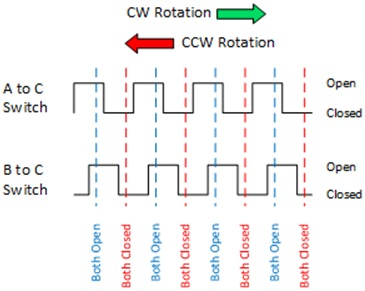 CW Rotation
CCW Rotation
A to C
Switch
Open
Closed
B to C
Switch
Open
Closed
Both Open
Both Closed
Both Open
Both Closed
Both Open
Both Closed
Both Open
Both Closed